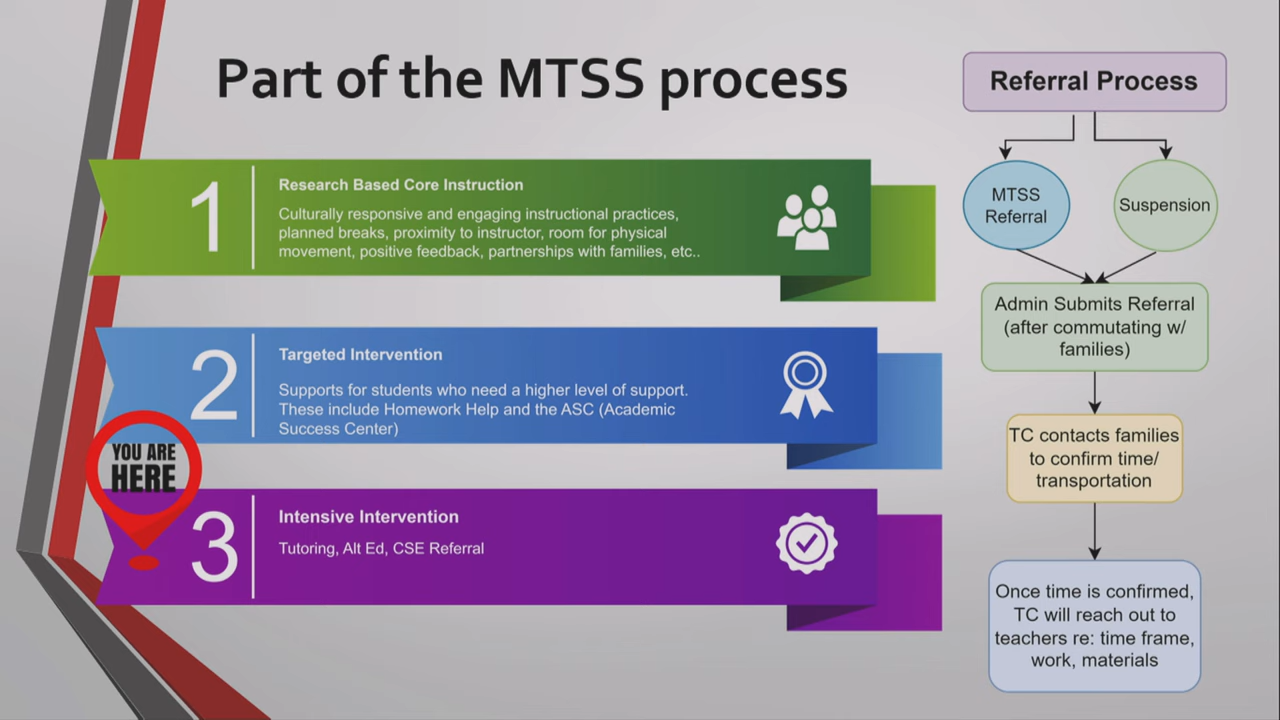 Part of the MTSS process
1
Research Based Core Instruction
Culturally responsive and engaging instructional practices,
planned breaks, proximity to instructor, room for physical
movement, positive feedback, partnerships with families, etc..
2
Targeted Intervention
Supports for students who need a higher level of support.
These include Homework Help and the ASC (Academic
Success Center)
YOU ARE
HERE
3
Intensive Intervention
Tutoring, Alt Ed, CSE Referral
Referral Process
MTSS
Referral
Suspension
Admin Submits Referral
(after commutating w/
families)
TC contacts families
to confirm time/
transportation
Once time is confirmed,
TC will reach out to
teachers re: time frame,
work, materials